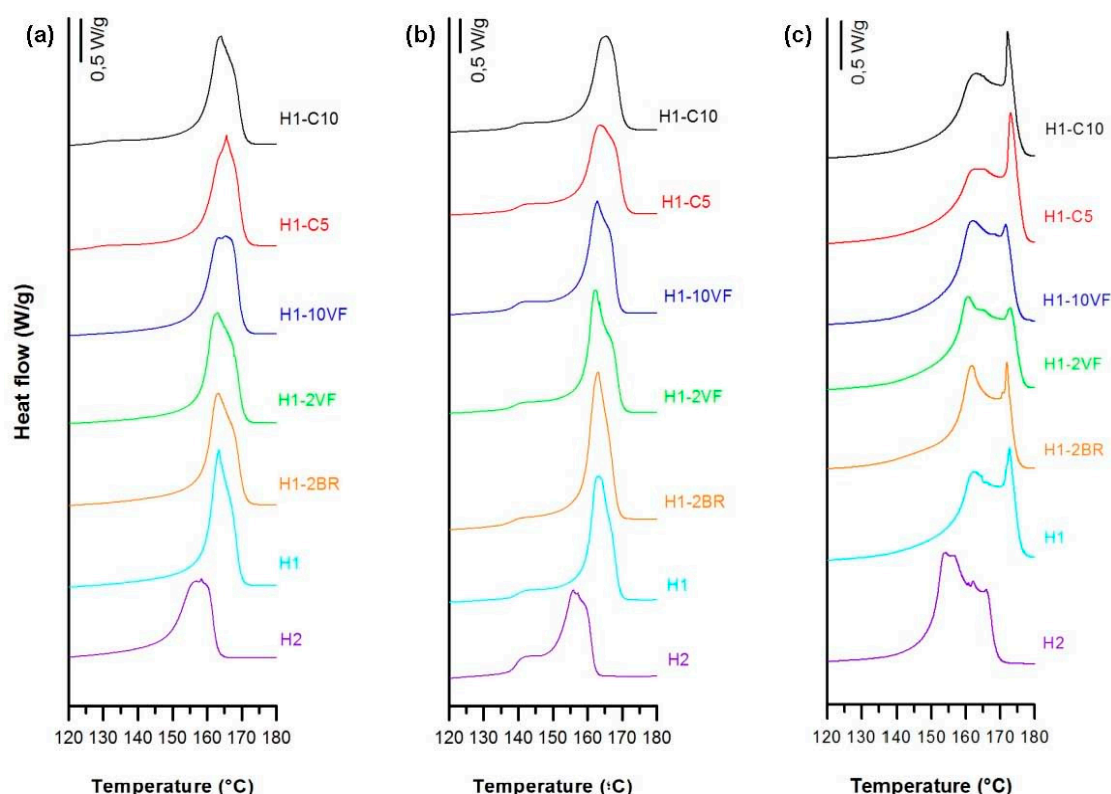 (a)
0,5 W/g
H1-C10
H1-C5
H1-10VF
H1-2VF
H1-2BR
H1
H2
Heat flow (W/g)
120 130 140 150 160 170 180
Temperature (°C)
(b)
0,5 W/g
H1-C10
H1-C5
H1-10VF
H1-2VF
H1-2BR
H1
H2
120 130 140 150 160 170 180
Temperature (°C)
(c)
0,5 W/g
H1-C10
H1-C5
H1-10VF
H1-2VF
H1-2BR
H1
H2
120 130 140 150 160 170 180
Temperature (°C)